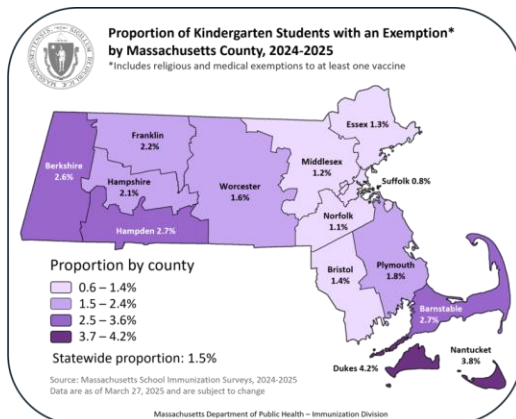 Proportion of Kindergarten Students with an Exemption*
by Massachusetts County, 2024-2025
*Includes religious and medical exemptions to at least one vaccine
Essex 1.3%
Franklin
2.2%
Middlesex
1.2%
Berkshire
2.6%
Hampshire
2.1%
Worcester
1.6%
Suffolk 0.8%
Norfolk
1.1%
Hampden 2.7%
Bristol
1.4%
Plymouth
1.8%
Barnstable
2.7%
Dukes 4.2%
Nantucket
3.8%
Proportion by county
0.6 – 1.4%
1.5 – 2.4%
2.5 – 3.6%
3.7 – 4.2%
Statewide proportion: 1.5%
Source: Massachusetts School Immunization Surveys, 2024-2025
Data are as of March 27, 2025 and are subject to change
Massachusetts Department of Public Health – Immunization Division